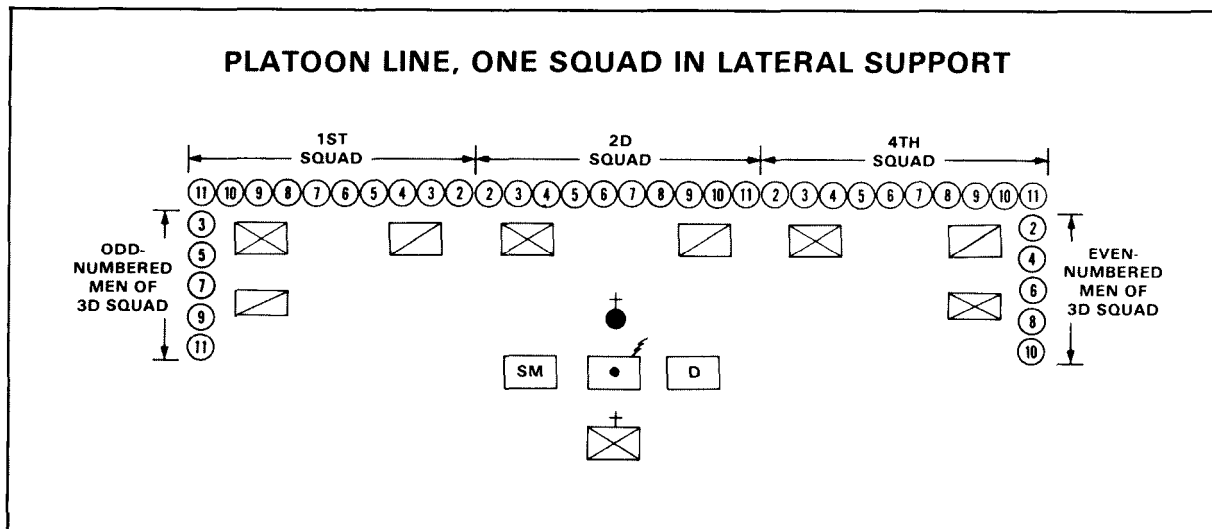 PLATOON LINE, ONE SQUAD IN LATERAL SUPPORT
1ST
SQUAD
2D
SQUAD
4TH
SQUAD
11 10 9 8 7 6 5 4 3 2 2 3 4 5 6 7 8 9 10 11 2 3 4 5 6 7 8 9 10 11
ODD-
NUMBERED
MEN OF
3D SQUAD
3
5
7
9
11
2
4
6
8
10
EVEN-
NUMBERED
MEN OF
3D SQUAD
SM
D